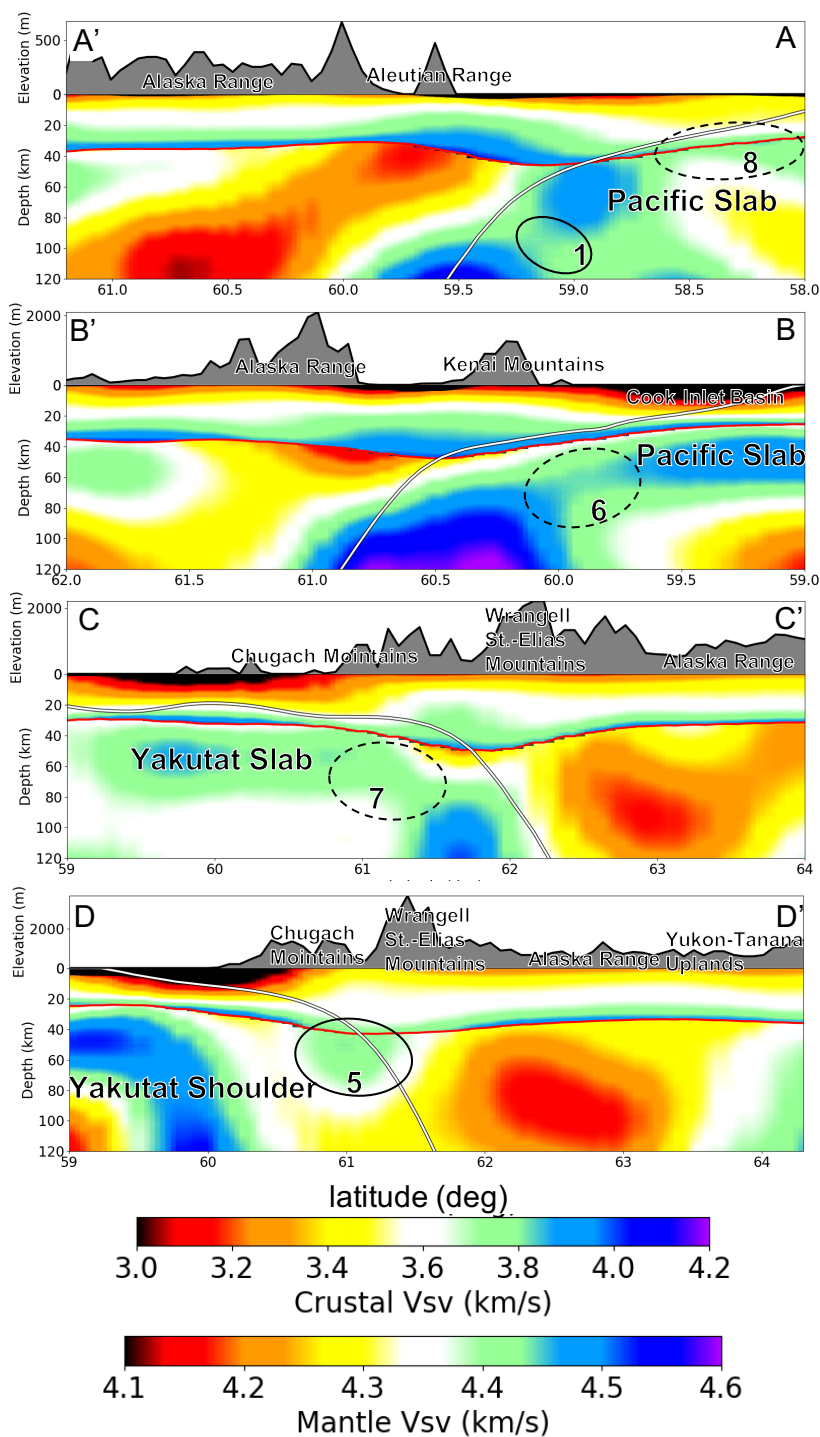 A’
A
Elevation (m)
500
0
Alaska Range
Aleutian Range
Depth (km)
20
40
60
80
100
120
8
Pacific Slab
1
61.0
60.5
60.0
59.5
59.0
58.5
58.0
B’
B
Elevation (m)
2000
0
Alaska Range
Kenai Mountains
Cook Inlet Basin
Depth (km)
20
40
60
80
100
120
Pacific Slab
6
62.0
61.5
61.0
60.5
60.0
59.5
59.0
C
C’
Elevation (m)
2000
0
Chugach Mointains
Wrangell
St.-Elias
Mountains
Alaska Range
Depth (km)
20
40
60
80
100
120
Yakutat Slab
7
59
60
61
62
63
64
D
D’
Elevation (m)
2000
0
Chugach
Mointains
Wrangell
St.-Elias
Mountains
Alaska Range
Yukon-Tanana
Uplands
Depth (km)
20
40
60
80
100
120
Yakutat Shoulder
5
59
60
61
62
63
64
latitude (deg)
3.0
3.2
3.4
3.6
3.8
4.0
4.2
Crustal Vsv (km/s)
4.1
4.2
4.3
4.4
4.5
4.6
Mantle Vsv (km/s)